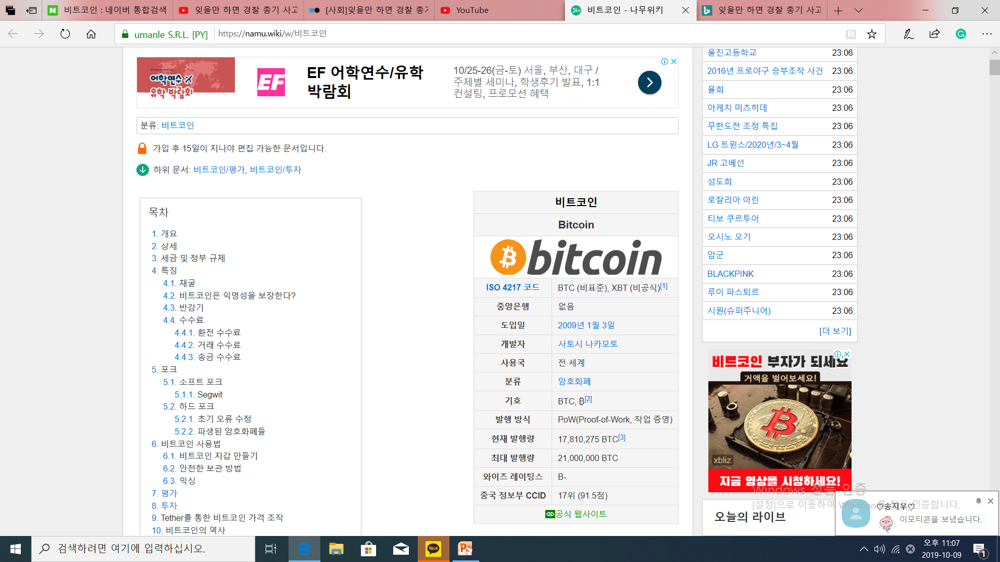 비트코인 : 네이버 통합검색
잊을만 하면 경찰 총기 사고
[사회]잊을만 하면 경찰 총기
YouTube
비트코인 - 나무위키
잊을만 하면 경찰 총기 사고
umanle S.R.L. [PY]
https://namu.wiki/w/비트코인
EF International Day
어학연수
유학 박람회
EF
EF 어학연수/유학
박람회
10/25-26(금-토) 서울, 부산, 대구 /
주제별 세미나, 학생후기 발표, 1:1
컨설팅, 프로모션 혜택
분류: 비트코인
가입 후 15일이 지나야 편집 가능한 문서입니다.
하위 문서: 비트코인/평가, 비트코인/투자
목차
1. 개요
2. 상세
3. 세금 및 정부 규제
4. 특징
4.1. 채굴
4.2. 비트코인은 익명성을 보장한다?
4.3. 반감기
4.4. 수수료
4.4.1. 환전 수수료
4.4.2. 거래 수수료
4.4.3. 송금 수수료
5. 포크
5.1. 소프트 포크
5.1.1. Segwit
5.2. 하드 포크
5.2.1. 초기 오류 수정
5.2.2. 파생된 암호화폐들
6. 비트코인 사용법
6.1. 비트코인 지갑 만들기
6.2. 안전한 보관 방법
6.3. 믹싱
7. 평가
8. 투자
9. Tether를 통한 비트코인 가격 조작
10. 비트코인의 역사
비트코인
Bitcoin
bitcoin
ISO 4217 코드 BTC (비표준), XBT (비공식)[1]
중앙은행 없음
도입일 2009년 1월 3일
개발자 사토시 나카모토
사용국 전 세계
분류 암호화폐
기호 BTC, ₿[2]
발행 방식 PoW(Proof-of-Work, 작업 증명)
현재 발행량 17,810,275 BTC[3]
최대 발행량 21,000,000 BTC
와이즈 레이팅스 B-
중국 정보부 CCID 17위 (91.5점)
공식 웹사이트
울진고등학교 23:06
2016년 프로야구 승부조작 사건 23:06
율희 23:06
아케치 미츠히데 23:06
무한도전 조정 특집 23:06
LG 트윈스/2020년/3~4월 23:06
JR 고베선 23:06
섬도희 23:06
로잘리아 아린 23:06
티보 쿠르투아 23:06
오시노 오기 23:06
암군 23:06
BLACKPINK 23:06
루이 파스퇴르 23:06
시원(슈퍼주니어) 23:06
[더 보기]
비트코인 부자가 되세요
거액을 벌어보세요!
xbliz
지금 영상을 시청하세요!
Windows 정품 인증
[설정]으로 이동하여 Windows를 정품 인증합니다.
오늘의 라이브
♡송지우♡
이모티콘을 보냈습니다.
검색하려면 여기에 입력하십시오.
TALK
오후 11:07
2019-10-09
1